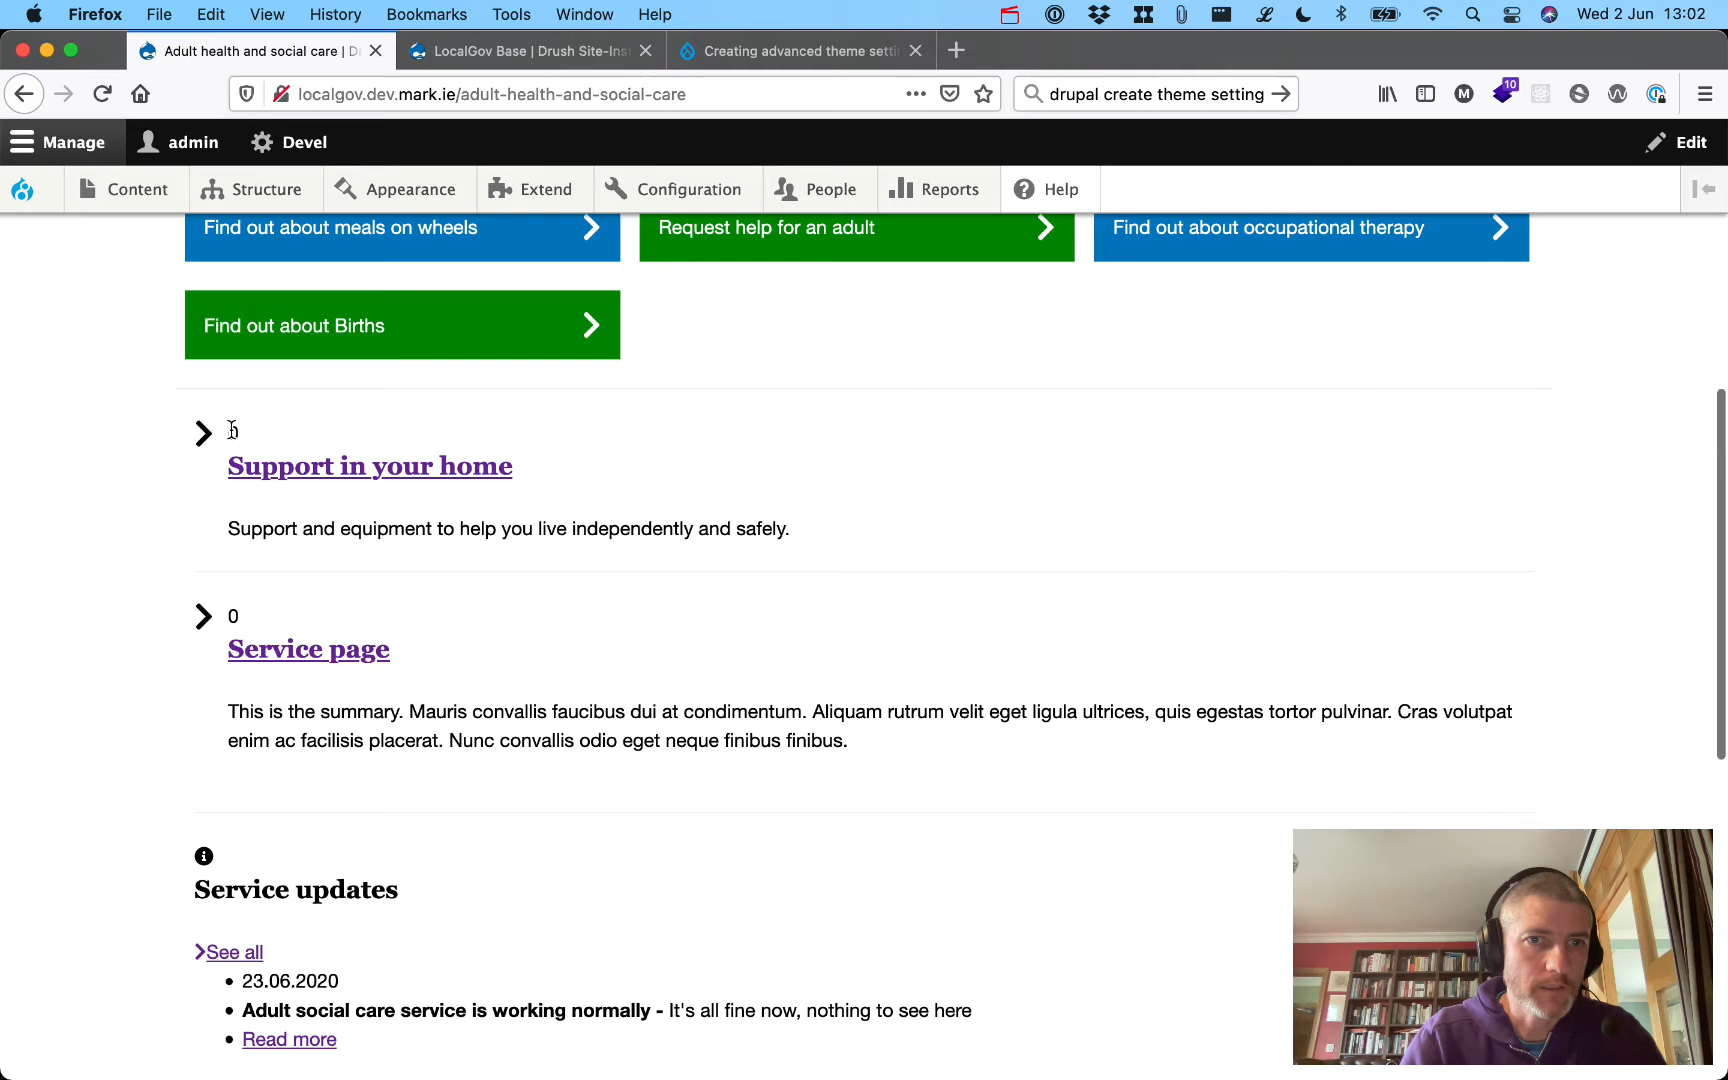 Firefox File Edit View History Bookmarks Tools Window Help Wed 2 Jun 13:02
Adult health and social care | Dr LocalGov Base | Drush Site-Inst Creating advanced theme settin
localgov.dev.mark.ie/adult-health-and-social-care drupal create theme setting M 10
Manage admin Devel Edit
Content Structure Appearance Extend Configuration People Reports Help
Find out about meals on wheels Request help for an adult Find out about occupational therapy
Find out about Births
0
Support in your home
Support and equipment to help you live independently and safely.
0
Service page
This is the summary. Mauris convallis faucibus dui at condimentum. Aliquam rutrum velit eget ligula ultrices, quis egestas tortor pulvinar. Cras volutpat
enim ac facilisis placerat. Nunc convallis odio eget neque finibus finibus.
Service updates
See all
23.06.2020
Adult social care service is working normally - It's all fine now, nothing to see here
Read more